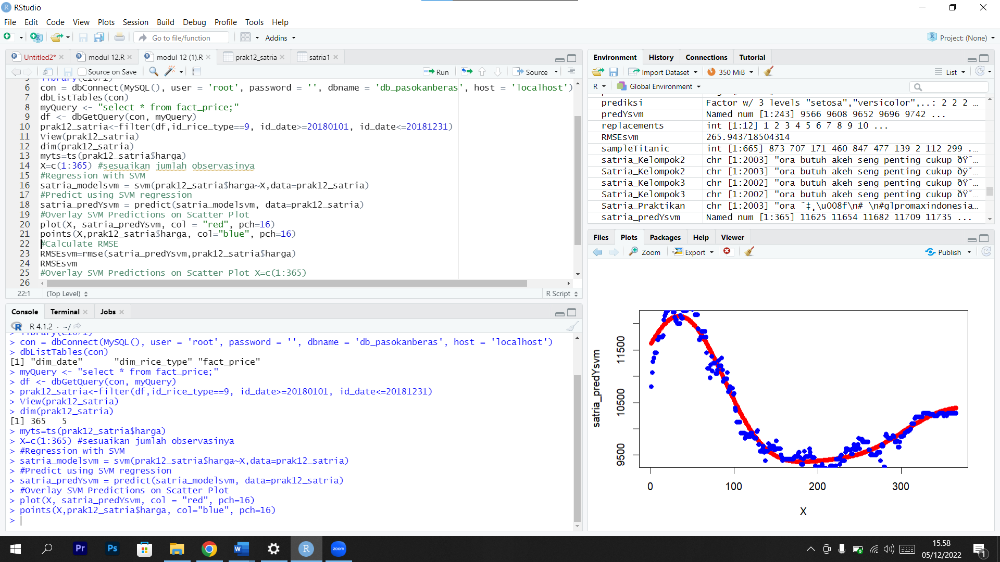 RStudio
File Edit Code View Plots Session Build Debug Profile Tools Help
Go to file/function Addins Project: (None)
Untitled2* modul 12.R modul 12 (1).R prak12_satria satria1
Source on Save Run Source
6 con = dbConnect(MySQL(), user = 'root', password = '', dbname = 'db_pasokanberas', host = 'localhost')
7 dbListTables(con)
8 myQuery <- "select * from fact_price;"
9 df <- dbGetQuery(con, myQuery)
10 prak12_satria<-filter(df,id_rice_type==9, id_date>=20180101, id_date<=20181231)
11 View(prak12_satria)
12 dim(prak12_satria)
13 myts=ts(prak12_satria$harga)
14 X=c(1:365) #sesuaikan jumlah observasinya
15 #Regression with SVM
16 satria_modelsvm = svm(prak12_satria$harga~X,data=prak12_satria)
17 #Predict using SVM regression
18 satria_predYsvm = predict(satria_modelsvm, data=prak12_satria)
19 #Overlay SVM Predictions on Scatter Plot
20 plot(X, satria_predYsvm, col = "red", pch=16)
21 points(X,prak12_satria$harga, col="blue", pch=16)
22 #Calculate RMSE
23 RMSEsvm=rmse(satria_predYsvm,prak12_satria$harga)
24 RMSEsvm
25 #Overlay SVM Predictions on Scatter Plot X=c(1:365)
26
22:1 (Top Level) R Script
Console Terminal Jobs
R 4.1.2 · ~/
> con = dbConnect(MySQL(), user = 'root', password = '', dbname = 'db_pasokanberas', host = 'localhost')
> dbListTables(con)
[1] "dim_date" "dim_rice_type" "fact_price"
> myQuery <- "select * from fact_price;"
> df <- dbGetQuery(con, myQuery)
> prak12_satria<-filter(df,id_rice_type==9, id_date>=20180101, id_date<=20181231)
> View(prak12_satria)
> dim(prak12_satria)
[1] 365 5
> myts=ts(prak12_satria$harga)
> X=c(1:365) #sesuaikan jumlah observasinya
> #Regression with SVM
> satria_modelsvm = svm(prak12_satria$harga~X,data=prak12_satria)
> #Predict using SVM regression
> satria_predYsvm = predict(satria_modelsvm, data=prak12_satria)
> #Overlay SVM Predictions on Scatter Plot
> plot(X, satria_predYsvm, col = "red", pch=16)
> points(X,prak12_satria$harga, col="blue", pch=16)
>
Environment History Connections Tutorial
Import Dataset 350 MiB List
R Global Environment
prediksi Factor w/ 3 levels "setosa","versicolor",..: 2 2 2 …
predYsvm Named num [1:243] 9566 9608 9652 9696 9742 ...
replacements int [1:12] 1 2 3 4 5 6 7 8 9 10 ...
RMSEsvm 265.943718504314
sampleTitanic int [1:665] 873 707 171 460 847 477 139 2 112 299 .…
satria_Kelompok2 chr [1:2003] "ora butuh akeh seng penting cukup ðŸ˜…
satria_Kelompok2 chr [1:2003] "ora butuh akeh seng penting cukup ðÿ˜…
satria_Kelompok3 chr [1:2002] "ora butuh akeh seng penting cukup ðŸ˜…
satria_Kelompok3 chr [1:2002] "ora butuh akeh seng penting cukup ðŸ˜…
Satria_Praktikan chr [1:2003] "ora ˜‡¸\u008f\n# \n#glpromaxindonesia…
satria_predYsvm Named num [1:365] 11625 11654 11682 11709 11735 ...
Files Plots Packages Help Viewer
Zoom Export Publish
satria_predYsvm
11500
10500
9500
0 100 200 300
X
Pr Ps W R zoom
15.58
05/12/2022
1